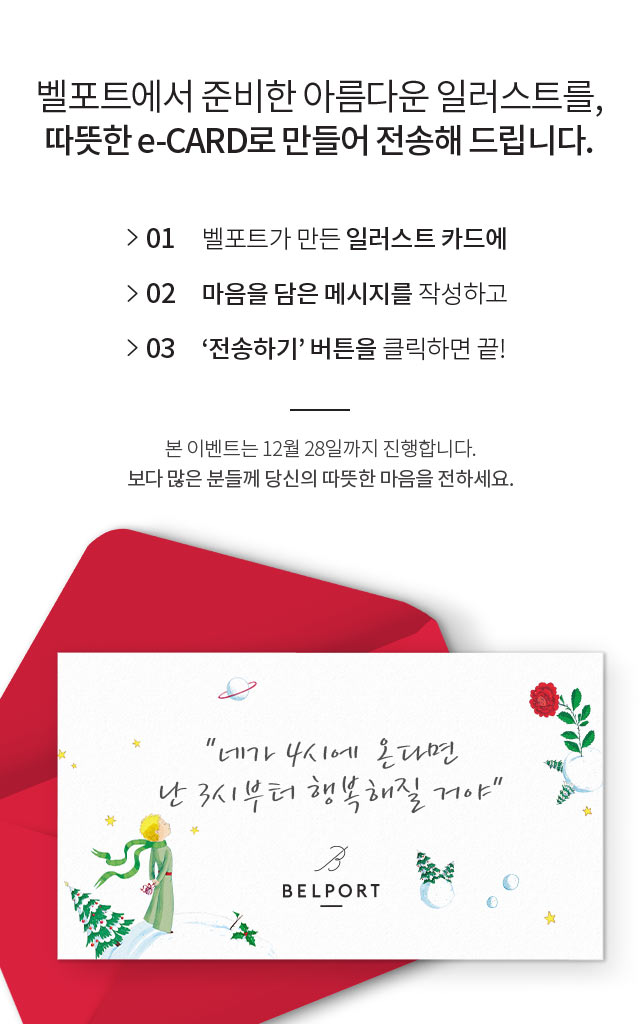 벨포트에서 준비한 아름다운 일러스트를,
따뜻한 e-CARD로 만들어 전송해 드립니다.
> 01 벨포트가 만든 일러스트 카드에
> 02 마음을 담은 메시지를 작성하고
> 03 ‘전송하기’ 버튼을 클릭하면 끝!
본 이벤트는 12월 28일까지 진행합니다.
보다 많은 분들께 당신의 따뜻한 마음을 전하세요.
"네가 4시에 온다면
난 3시부터 행복해질 거야"
B
BELPORT